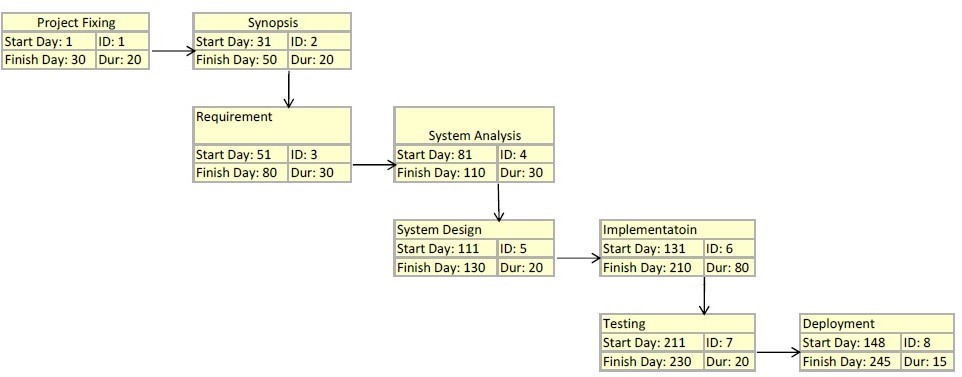 Project Fixing
Start Day: 1 ID: 1
Finish Day: 30 Dur: 20
Synopsis
Start Day: 31 ID: 2
Finish Day: 50 Dur: 20
Requirement
Start Day: 51 ID: 3
Finish Day: 80 Dur: 30
System Analysis
Start Day: 81 ID: 4
Finish Day: 110 Dur: 30
System Design
Start Day: 111 ID: 5
Finish Day: 130 Dur: 20
Implementatoin
Start Day: 131 ID: 6
Finish Day: 210 Dur: 80
Testing
Start Day: 211 ID: 7
Finish Day: 230 Dur: 20
Deployment
Start Day: 148 ID: 8
Finish Day: 245 Dur: 15